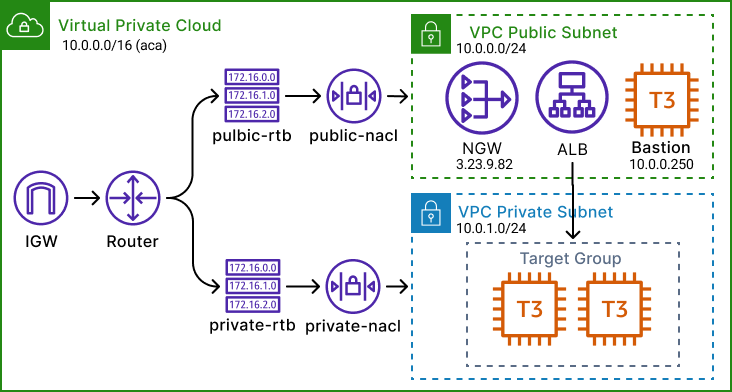 Virtual Private Cloud
10.0.0.0/16 (aca)
VPC Public Subnet
10.0.0.0/24
172.16.0.0
172.16.1.0
172.16.2.0
pulbic-rtb
public-nacl
NGW
3.23.9.82
ALB
T3
Bastion
10.0.0.250
IGW
Router
VPC Private Subnet
10.0.1.0/24
172.16.0.0
172.16.1.0
172.16.2.0
private-rtb
private-nacl
Target Group
T3
T3